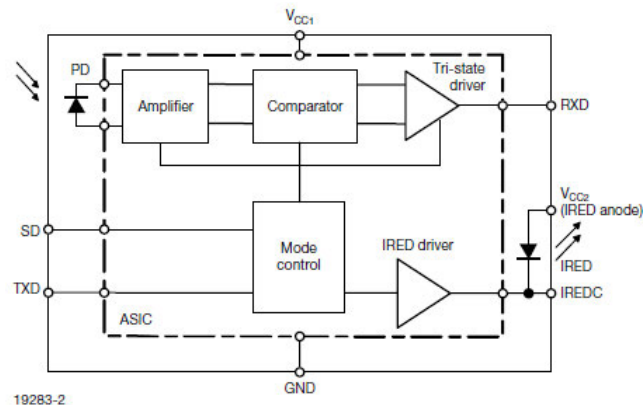 VCC1
PD
Amplifier
Comparator
Tri-state
driver
RXD
VCC2
(IRED anode)
SD
Mode
control
IRED driver
IRED
TXD
IREDC
ASIC
GND
19283-2